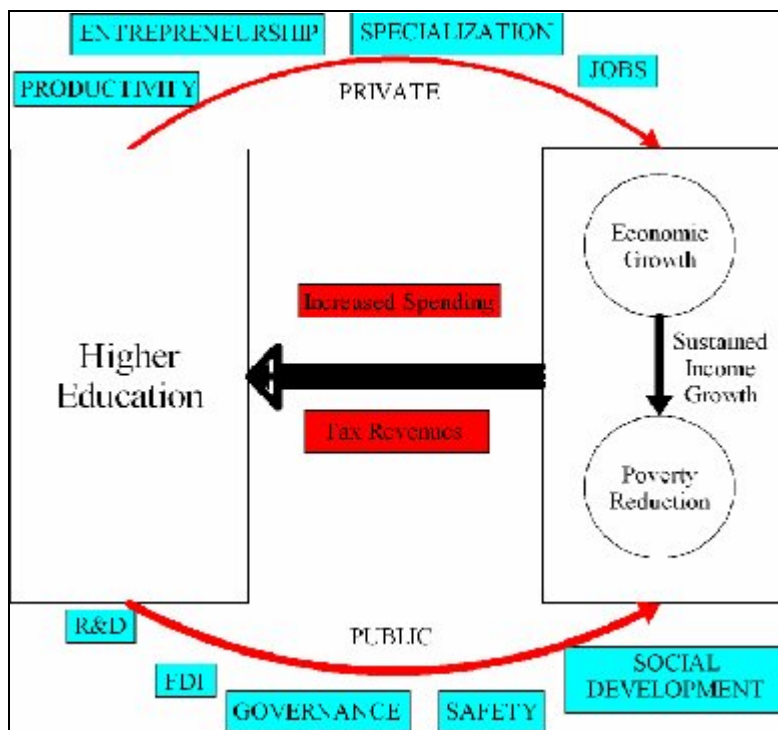 ENTREPRENEURSHIP
SPECIALIZATION
JOBS
PRODUCTIVITY
PRIVATE
Economic
Growth
Increased Spending
Sustained
Income
Growth
Higher
Education
Tax Revenues
Poverty
Reduction
R&D
PUBLIC
FDI
SOCIAL
DEVELOPMENT
GOVERNANCE
SAFETY